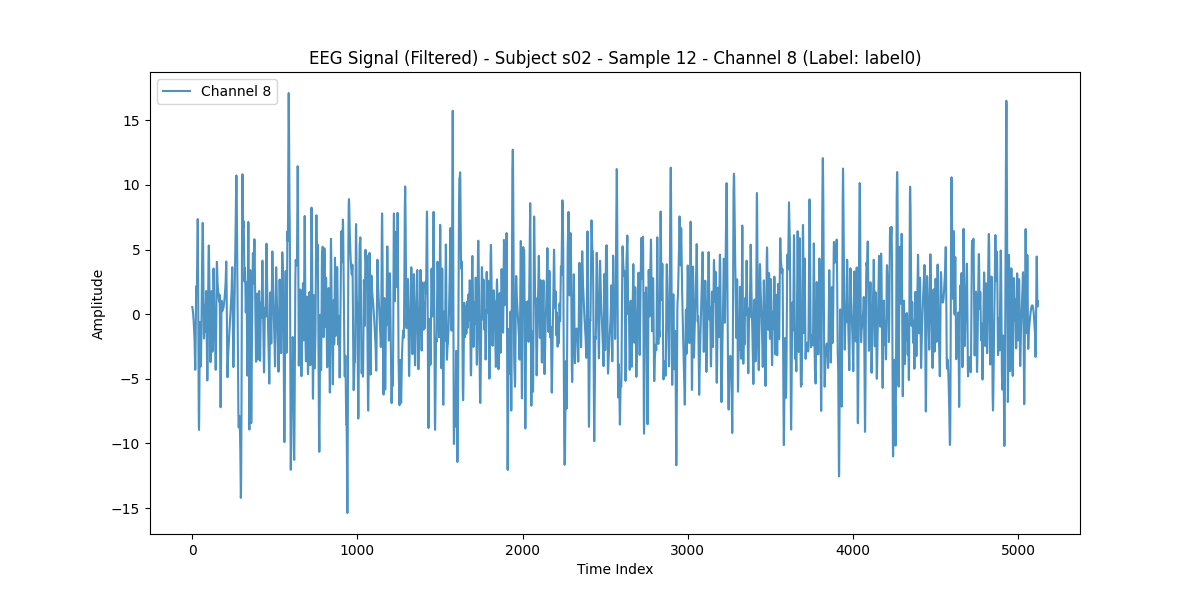 EEG Signal (Filtered) - Subject s02 - Sample 12 - Channel 8 (Label: label0)
Channel 8
15
10
5
0
−5
−10
−15
Amplitude
0 1000 2000 3000 4000 5000
Time Index